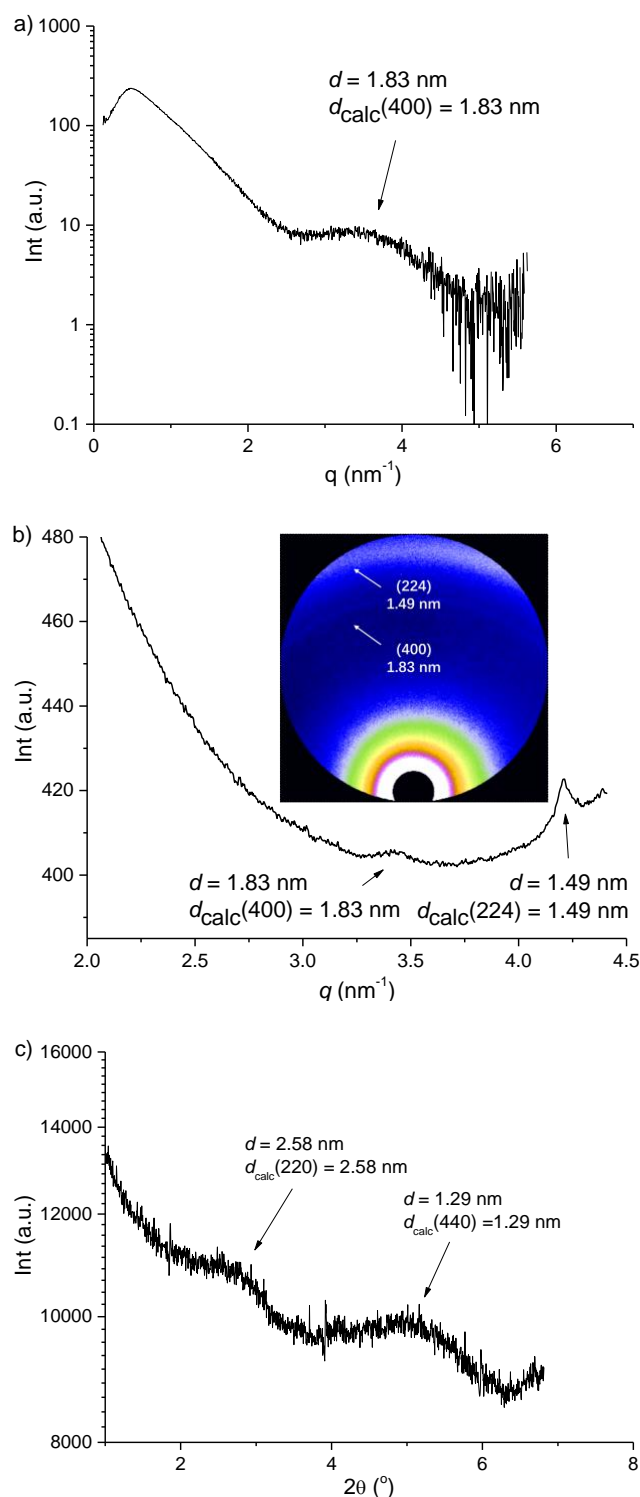 a)
1000
100
10
1
0.1
Int (a.u.)
d = 1.83 nm
dcalc(400) = 1.83 nm
0 2 4 6
q (nm-1)
b)
480
460
440
420
400
Int (a.u.)
(224)
1.49 nm
(400)
1.83 nm
d = 1.83 nm
dcalc(400) = 1.83 nm
d = 1.49 nm
dcalc(224) = 1.49 nm
2.0 2.5 3.0 3.5 4.0 4.5
q (nm-1)
c)
16000
14000
12000
10000
8000
Int (a.u.)
d = 2.58 nm
dcalc(220) = 2.58 nm
d = 1.29 nm
dcalc(440) =1.29 nm
2 4 6 8
2θ (o)